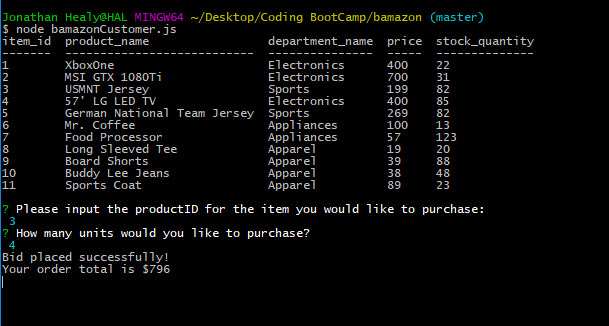 Jonathan Healy@HAL MINGW64 ~/Desktop/Coding BootCamp/bamazon (master)
$ node bamazonCustomer.js
item_id  product_name                department_name  price  stock_quantity
-------  --------------------------  ---------------  -----  --------------
1        XboxOne                     Electronics      400    22
2        MSI GTX 1080Ti              Electronics      700    31
3        USMNT Jersey                Sports           199    82
4        57' LG LED TV               Electronics      400    85
5        German National Team Jersey  Sports           269    82
6        Mr. Coffee                  Appliances       100    13
7        Food Processor              Appliances       57     123
8        Long Sleeved Tee            Apparel          19     20
9        Board Shorts                Apparel          39     88
10       Buddy Lee Jeans             Apparel          38     48
11       Sports Coat                 Apparel          89     23
? Please input the productID for the item you would like to purchase:
3
? How many units would you like to purchase?
4
Bid placed successfully!
Your order total is $796